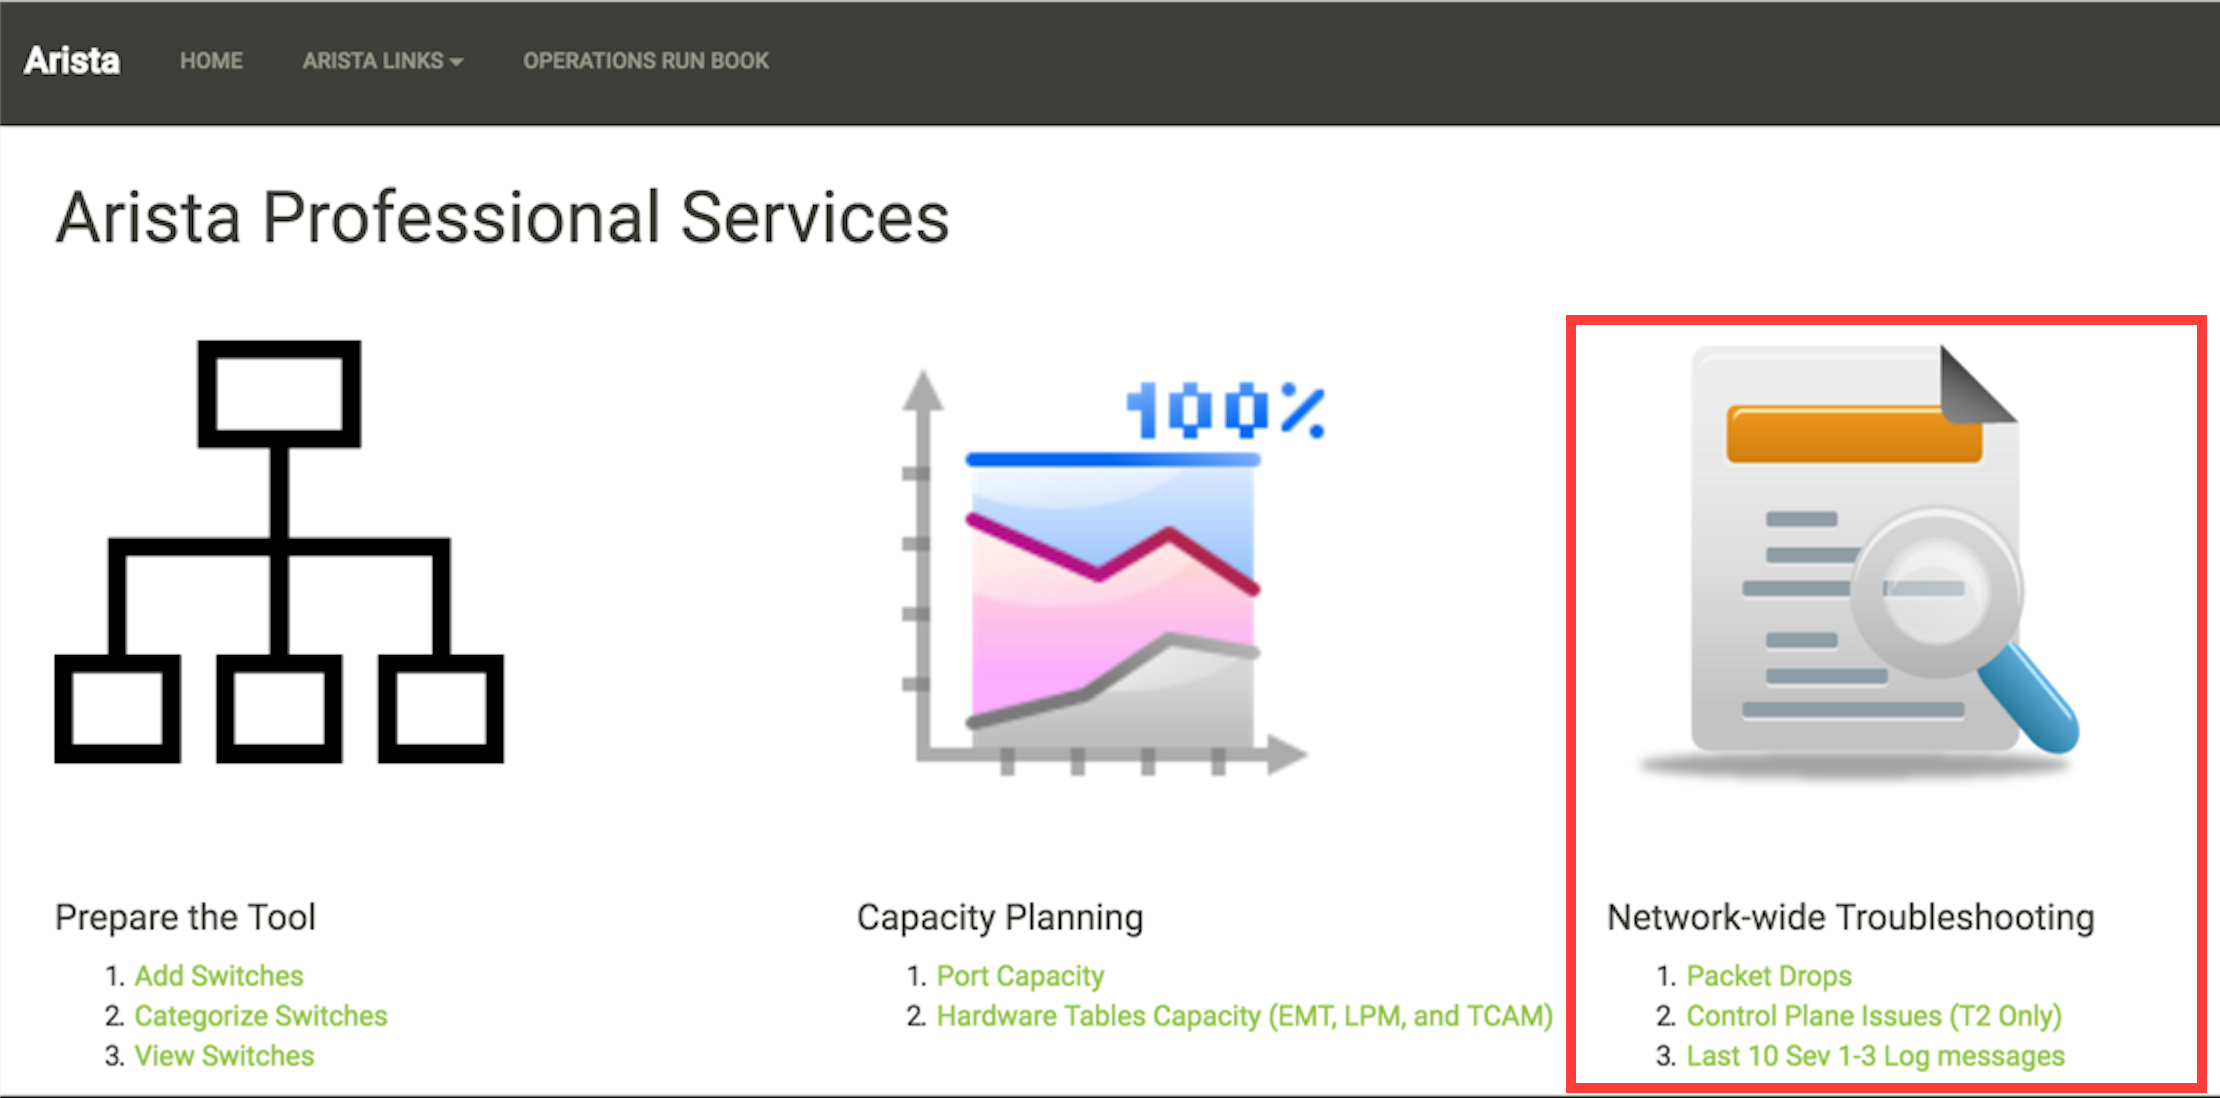 Arista HOME ARISTA LINKS OPERATIONS RUN BOOK
Arista Professional Services
100%
Prepare the Tool
1. Add Switches
2. Categorize Switches
3. View Switches
Capacity Planning
1. Port Capacity
2. Hardware Tables Capacity (EMT, LPM, and TCAM)
Network-wide Troubleshooting
1. Packet Drops
2. Control Plane Issues (T2 Only)
3. Last 10 Sev 1-3 Log messages